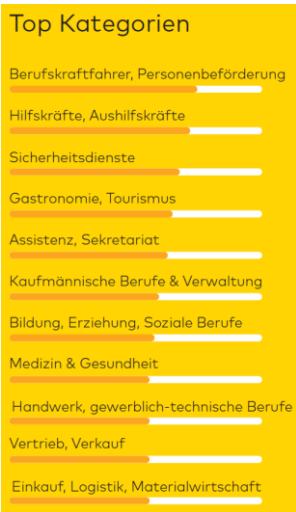 Top Kategorien
Berufskraftfahrer, Personenbeförderung
Hilfskräfte, Aushilfskräfte
Sicherheitsdienste
Gastronomie, Tourismus
Assistenz, Sekretariat
Kaufmännische Berufe & Verwaltung
Bildung, Erziehung, Soziale Berufe
Medizin & Gesundheit
Handwerk, gewerblich-technische Berufe
Vertrieb, Verkauf
Einkauf, Logistik, Materialwirtschaft